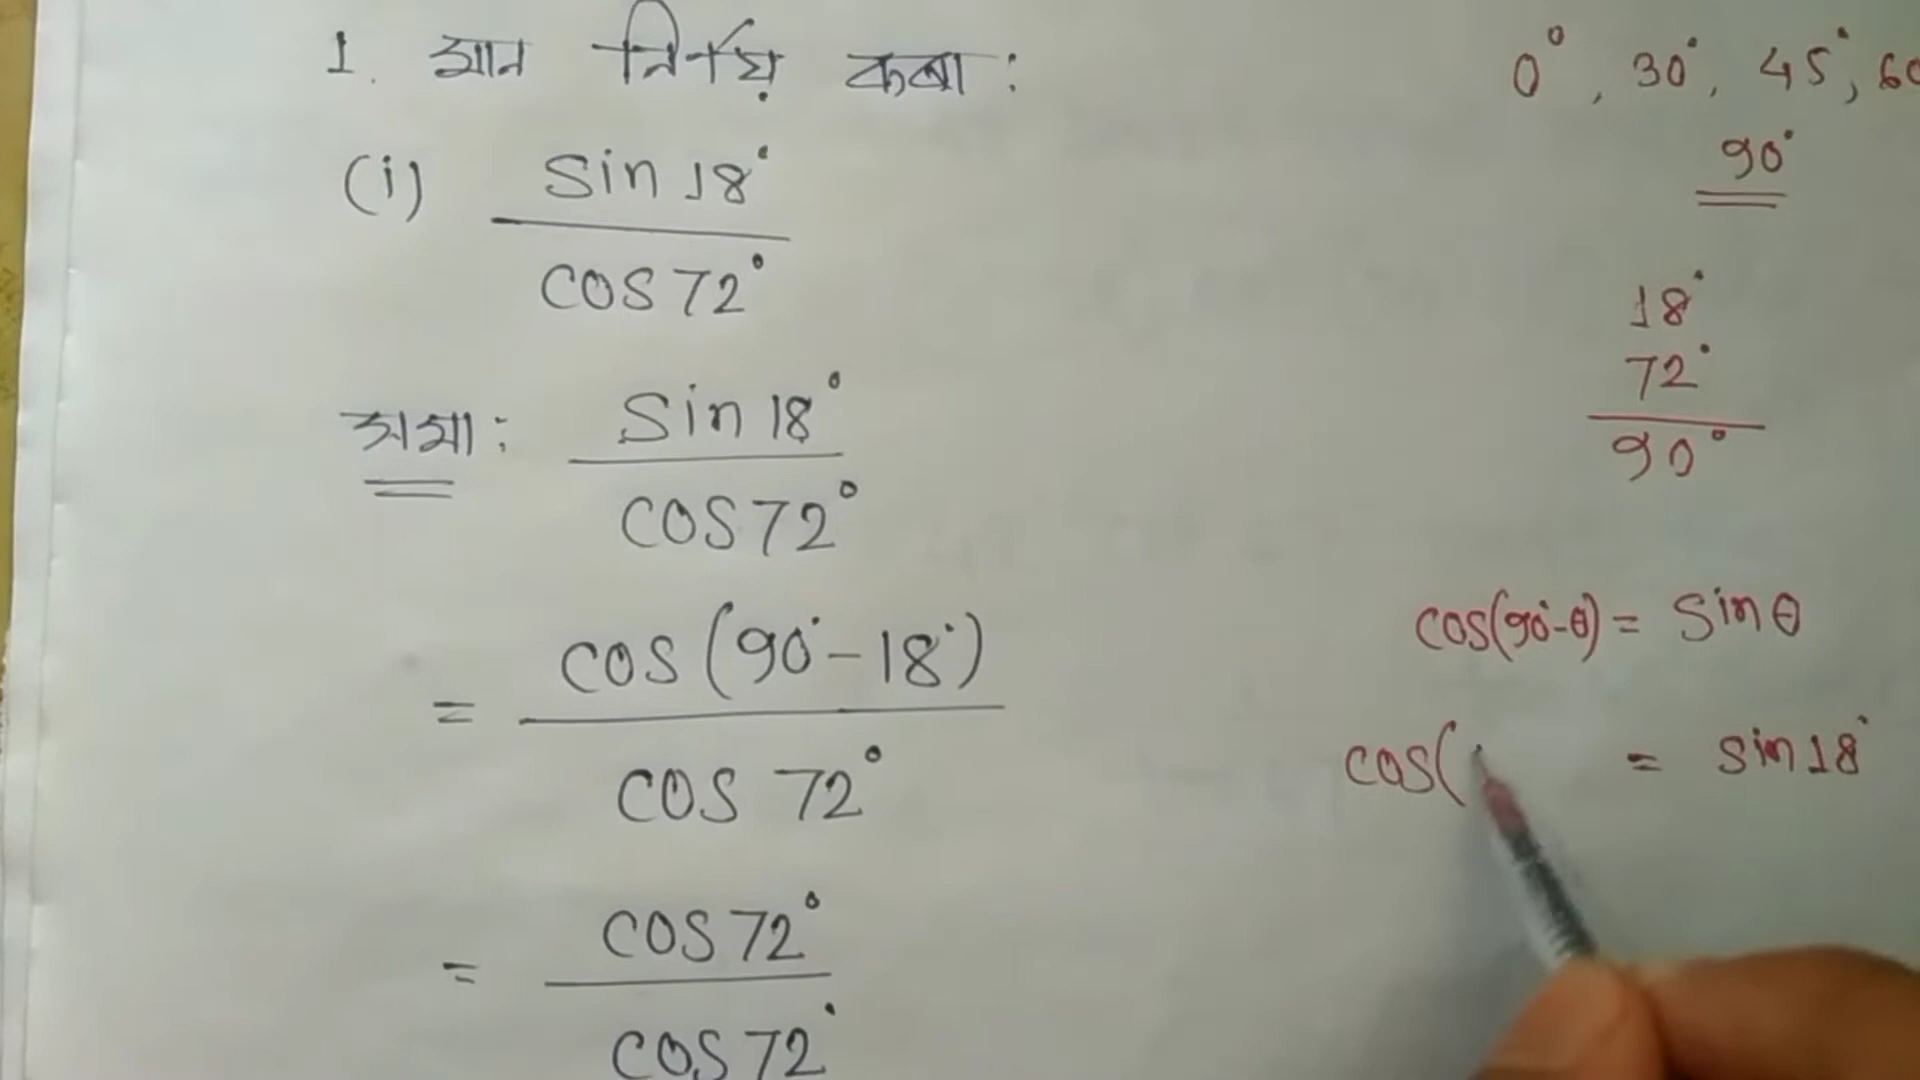 1. মান নির্ণয় কৰা :
0°, 30°, 45°, 60
90°
(i) sin 18°
cos 72°
18°
72°
90°
সমা: sin 18°
cos 72°
= cos (90° - 18°)
cos 72°
cos(90°-θ) = sin θ
cos( = sin 18°
= cos 72°
cos 72°